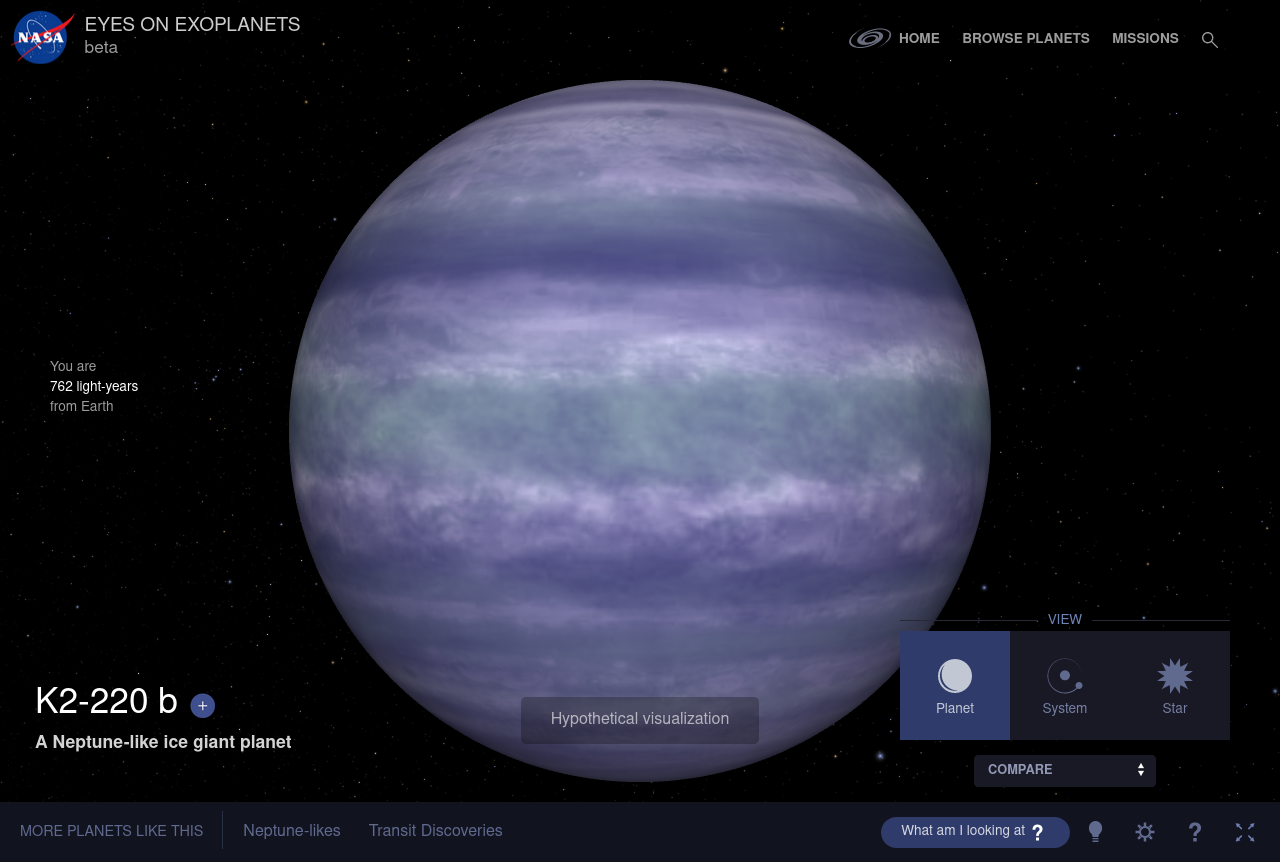 NASA
EYES ON EXOPLANETS
beta
HOME
BROWSE PLANETS
MISSIONS
You are
762 light-years
from Earth
VIEW
Planet
System
Star
K2-220 b +
A Neptune-like ice giant planet
Hypothetical visualization
COMPARE
MORE PLANETS LIKE THIS
Neptune-likes
Transit Discoveries
What am I looking at ?
?